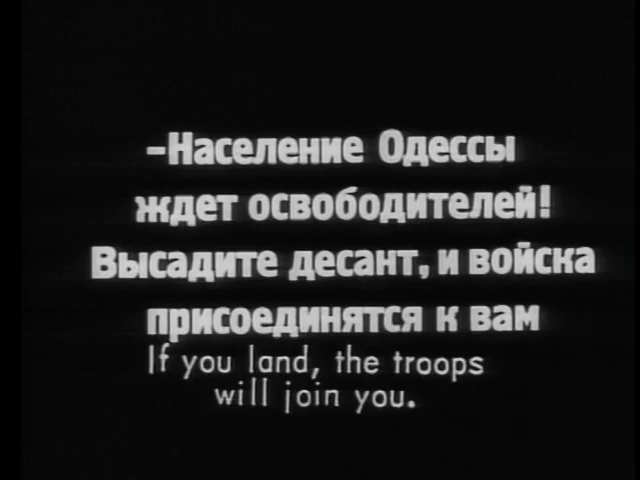 -Население Одессы
ждет освободителей!
Высадите десант, и войска
присоединятся к вам
If you land, the troops
will join you.